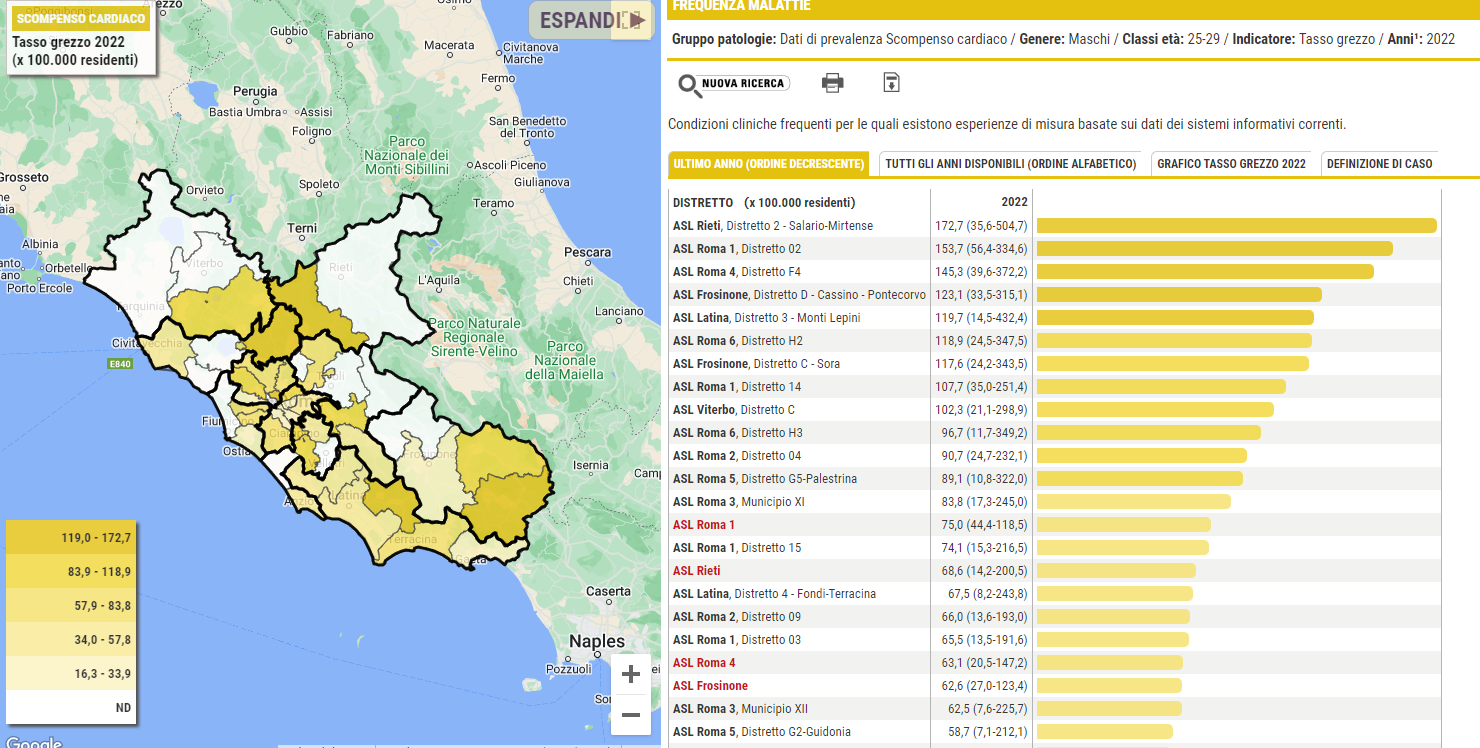 SCOMPENSO CARDIACO
Tasso grezzo 2022
(x 100.000 residenti)
ESPANDI
Poggibonsi
Arezzo
Gubbio
Fabriano
Macerata
Civitanova
Marche
Fermo
Perugia
Bastia Umbra
Assisi
Foligno
San Benedetto
del Tronto
Parco
Nazionale dei
Monti Sibillini
Ascoli Piceno
Giulianova
Grosseto
Orvieto
Spoleto
Teramo
Terni
Albinia
Orbetello
Porto Ercole
Viterbo
Rieti
L'Aquila
Pescara
Chieti
Lanciano
Tarquinia
Civitavecchia
E840
Parco Naturale
Regionale
Sirente-Velino
Parco
Nazionale
della Maiella
Tivoli
Fiumicino
Ciampino
Ostia
Velletri
Frosinone
Isernia
Anzio
Latina
Terracina
Gaeta
Caserta
Naples
Pozzuoli
119,0 - 172,7
83,9 - 118,9
57,9 - 83,8
34,0 - 57,8
16,3 - 33,9
ND
Google
FREQUENZA MALATTIE
Gruppo patologie: Dati di prevalenza Scompenso cardiaco / Genere: Maschi / Classi età: 25-29 / Indicatore: Tasso grezzo / Anni¹: 2022
NUOVA RICERCA
Condizioni cliniche frequenti per le quali esistono esperienze di misura basate sui dati dei sistemi informativi correnti.
ULTIMO ANNO (ORDINE DECRESCENTE) TUTTI GLI ANNI DISPONIBILI (ORDINE ALFABETICO) GRAFICO TASSO GREZZO 2022 DEFINIZIONE DI CASO
DISTRETTO (x 100.000 residenti) 2022
ASL Rieti, Distretto 2 - Salario-Mirtense 172,7 (35,6-504,7)
ASL Roma 1, Distretto 02 153,7 (56,4-334,6)
ASL Roma 4, Distretto F4 145,3 (39,6-372,2)
ASL Frosinone, Distretto D - Cassino - Pontecorvo 123,1 (33,5-315,1)
ASL Latina, Distretto 3 - Monti Lepini 119,7 (14,5-432,4)
ASL Roma 6, Distretto H2 118,9 (24,5-347,5)
ASL Frosinone, Distretto C - Sora 117,6 (24,2-343,5)
ASL Roma 1, Distretto 14 107,7 (35,0-251,4)
ASL Viterbo, Distretto C 102,3 (21,1-298,9)
ASL Roma 6, Distretto H3 96,7 (11,7-349,2)
ASL Roma 2, Distretto 04 90,7 (24,7-232,1)
ASL Roma 5, Distretto G5-Palestrina 89,1 (10,8-322,0)
ASL Roma 3, Municipio XI 83,8 (17,3-245,0)
ASL Roma 1 75,0 (44,4-118,5)
ASL Roma 1, Distretto 15 74,1 (15,3-216,5)
ASL Rieti 68,6 (14,2-200,5)
ASL Latina, Distretto 4 - Fondi-Terracina 67,5 (8,2-243,8)
ASL Roma 2, Distretto 09 66,0 (13,6-193,0)
ASL Roma 1, Distretto 03 65,5 (13,5-191,6)
ASL Roma 4 63,1 (20,5-147,2)
ASL Frosinone 62,6 (27,0-123,4)
ASL Roma 3, Municipio XII 62,5 (7,6-225,7)
ASL Roma 5, Distretto G2-Guidonia 58,7 (7,1-212,1)